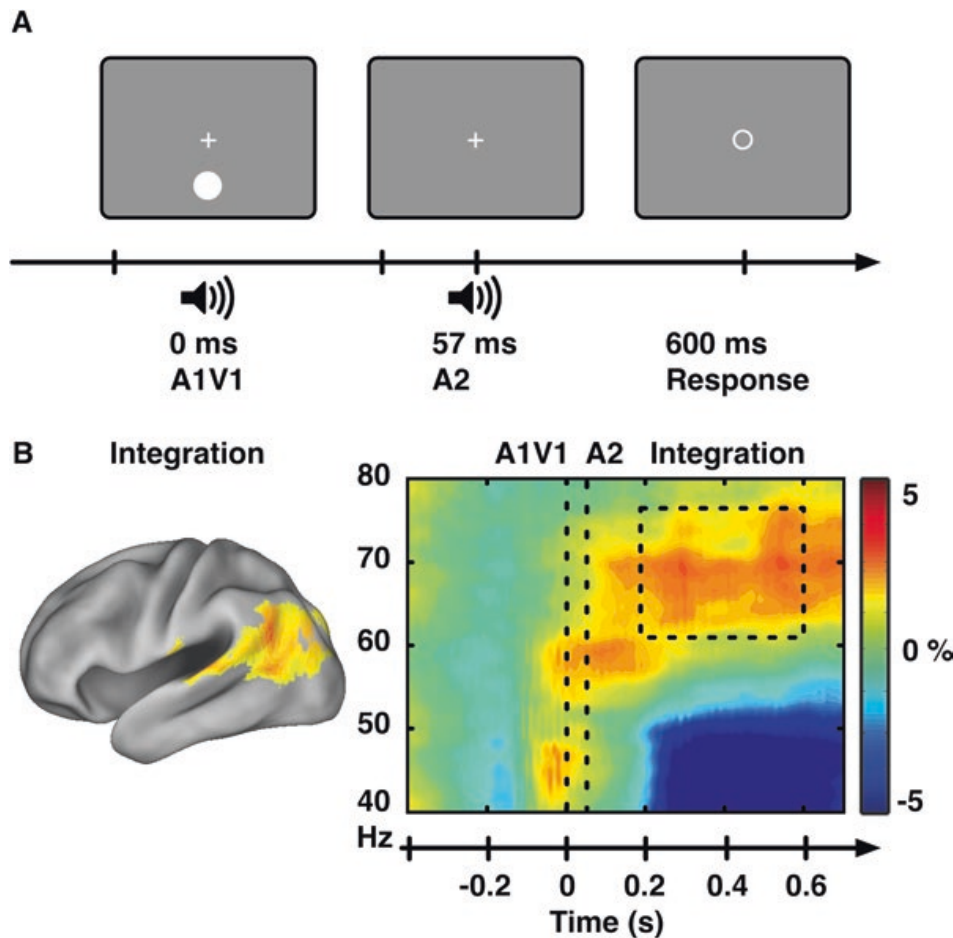 A
0 ms
A1V1
57 ms
A2
600 ms
Response
B
Integration
A1V1 A2 Integration
80
70
60
50
40
Hz
5
0 %
-5
-0.2 0 0.2 0.4 0.6
Time (s)